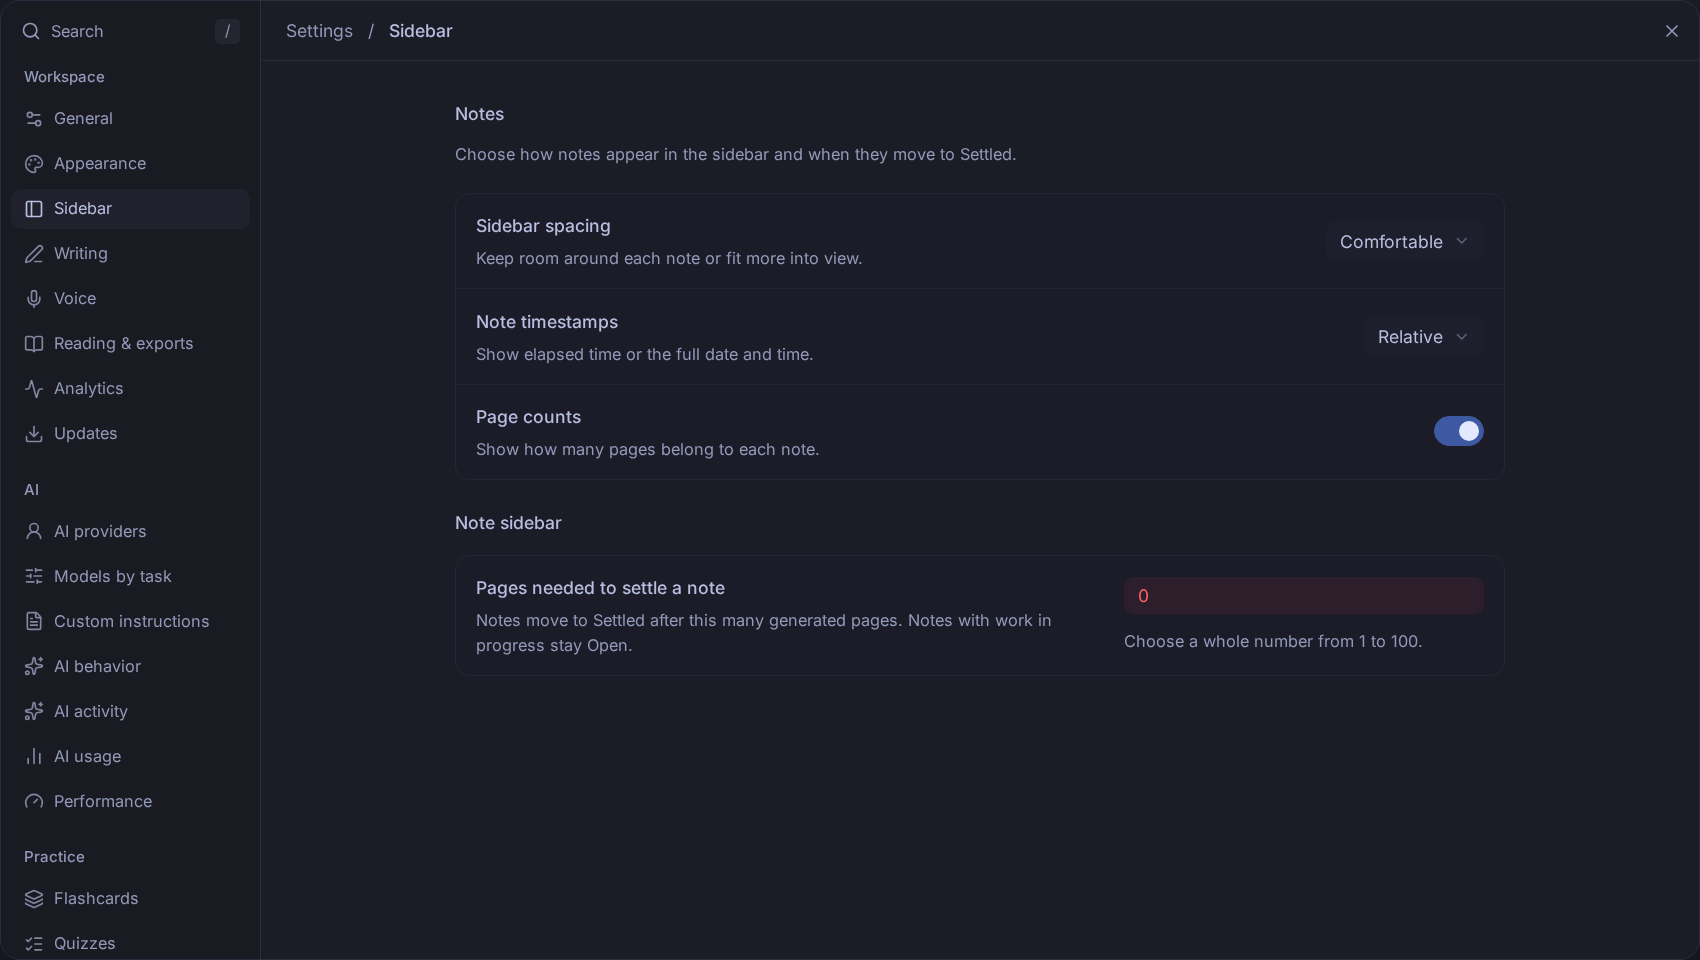 Search
/
Workspace
General
Appearance
Sidebar
Writing
Voice
Reading & exports
Analytics
Updates
AI
AI providers
Models by task
Custom instructions
AI behavior
AI activity
AI usage
Performance
Practice
Flashcards
Quizzes
Settings / Sidebar
Notes
Choose how notes appear in the sidebar and when they move to Settled.
Sidebar spacing
Keep room around each note or fit more into view.
Comfortable
Note timestamps
Show elapsed time or the full date and time.
Relative
Page counts
Show how many pages belong to each note.
Note sidebar
Pages needed to settle a note
Notes move to Settled after this many generated pages. Notes with work in
progress stay Open.
0
Choose a whole number from 1 to 100.